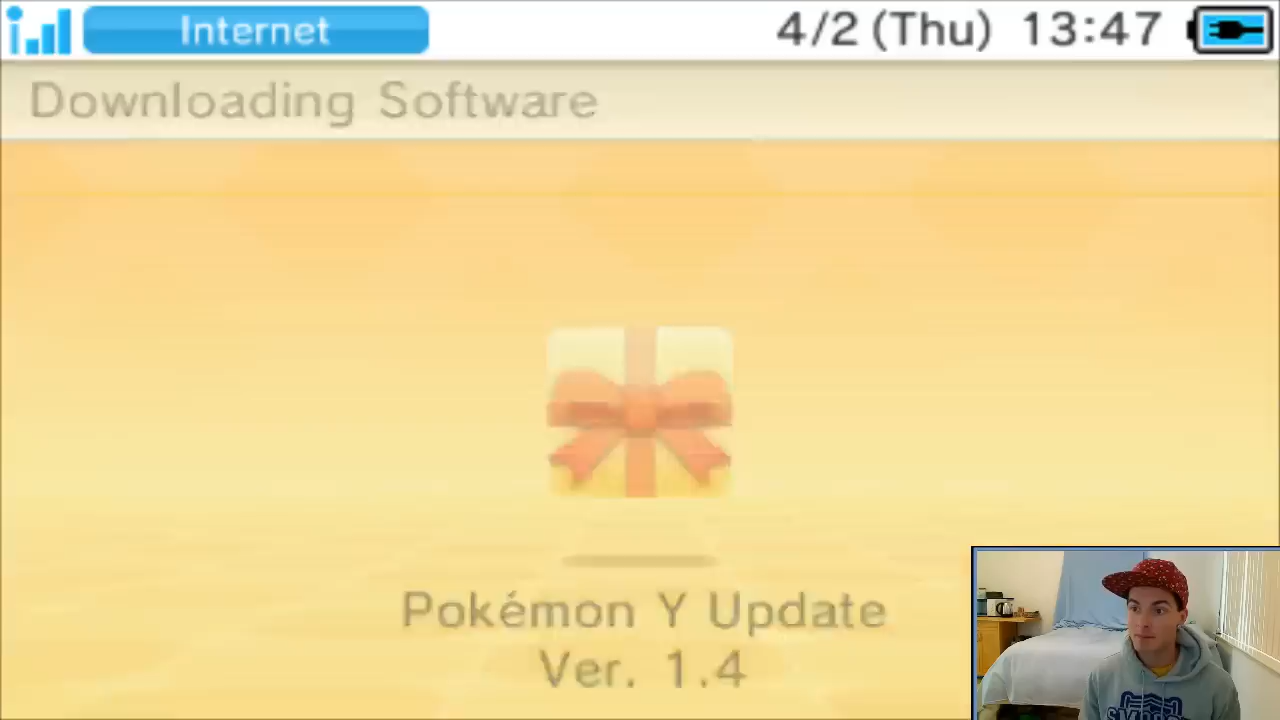 Internet
4/2 (Thu) 13:47
Downloading Software
Pokémon Y Update
Ver. 1.4